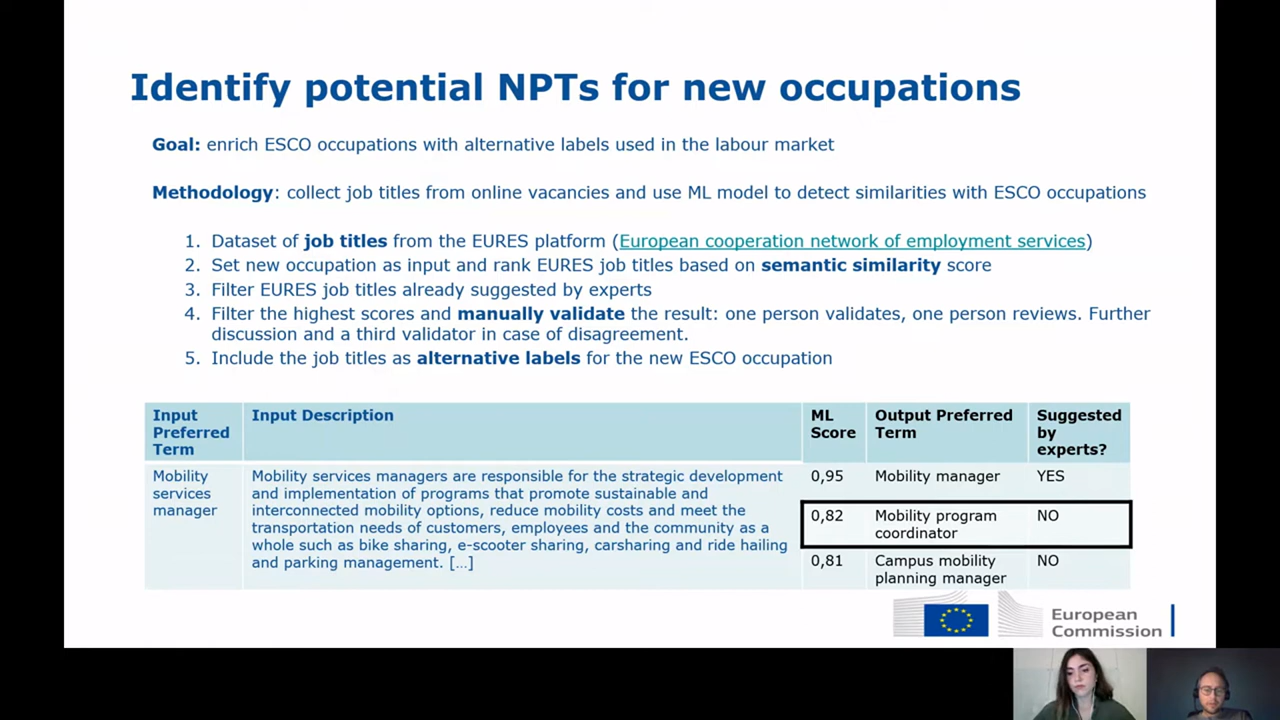 Identify potential NPTs for new occupations
Goal: enrich ESCO occupations with alternative labels used in the labour market
Methodology: collect job titles from online vacancies and use ML model to detect similarities with ESCO occupations
1. Dataset of job titles from the EURES platform (European cooperation network of employment services)
2. Set new occupation as input and rank EURES job titles based on semantic similarity score
3. Filter EURES job titles already suggested by experts
4. Filter the highest scores and manually validate the result: one person validates, one person reviews. Further
discussion and a third validator in case of disagreement.
5. Include the job titles as alternative labels for the new ESCO occupation
Input
Preferred
Term
Input Description
ML
Score
Output Preferred
Term
Suggested
by
experts?
Mobility
services
manager
Mobility services managers are responsible for the strategic development
and implementation of programs that promote sustainable and
interconnected mobility options, reduce mobility costs and meet the
transportation needs of customers, employees and the community as a
whole such as bike sharing, e-scooter sharing, carsharing and ride hailing
and parking management. […]
0,95
Mobility manager
YES
0,82
Mobility program
coordinator
NO
0,81
Campus mobility
planning manager
NO
European
Commission